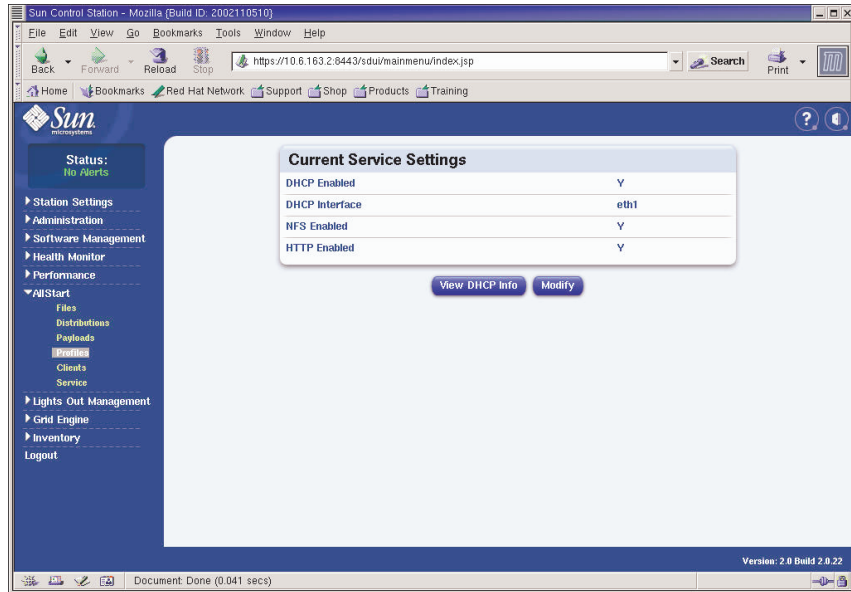 Sun Control Station - Mozilla {Build ID: 2002110510}
File Edit View Go Bookmarks Tools Window Help
Back Forward Reload Stop https://10.6.163.2:8443/sdui/mainmenu/index.jsp Search Print
Home Bookmarks Red Hat Network Support Shop Products Training
Sun
microsystems
Status:
No Alerts
Station Settings
Administration
Software Management
Health Monitor
Performance
AllStart
Files
Distributions
Payloads
Profiles
Clients
Service
Lights Out Management
Grid Engine
Inventory
Logout
Current Service Settings
DHCP Enabled Y
DHCP Interface eth1
NFS Enabled Y
HTTP Enabled Y
View DHCP Info Modify
Version: 2.0 Build 2.0.22
Document: Done (0.041 secs)